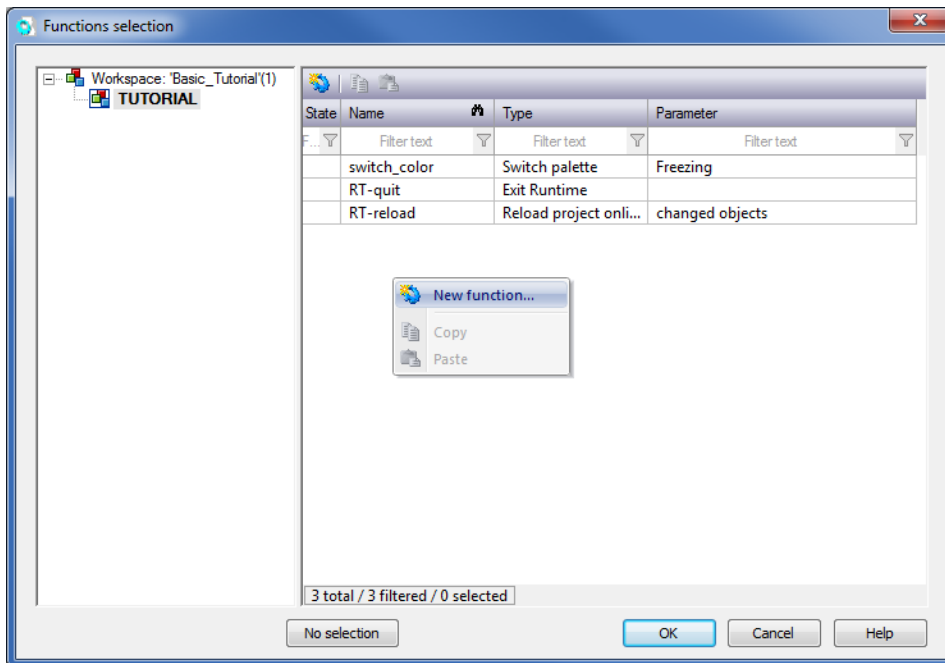 Functions selection
Workspace: 'Basic_Tutorial'(1)
TUTORIAL
State Name Type Parameter
F... Filter text Filter text Filter text
switch_color Switch palette Freezing
RT-quit Exit Runtime
RT-reload Reload project onli... changed objects
New function...
Copy
Paste
3 total / 3 filtered / 0 selected
No selection OK Cancel Help